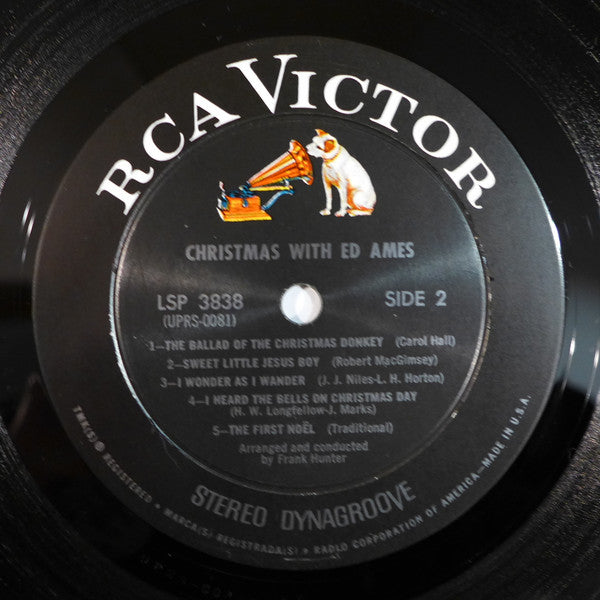 RCA VICTOR
CHRISTMAS WITH ED AMES
LSP 3838
(UPRS-0081)
SIDE 2
1—THE BALLAD OF THE CHRISTMAS DONKEY (Carol Hall)
2—SWEET LITTLE JESUS BOY (Robert MacGimsey)
3—I WONDER AS I WANDER (J. J. Niles-L. H. Horton)
4—I HEARD THE BELLS ON CHRISTMAS DAY
(H. W. Longfellow-J. Marks)
5—THE FIRST NOËL (Traditional)
Arranged and conducted
by Frank Hunter
STEREO DYNAGROOVE
TMK(S) ® REGISTERED • MARCA(S) REGISTRADA(S) • RADIO CORPORATION OF AMERICA—MADE IN U.S.A.